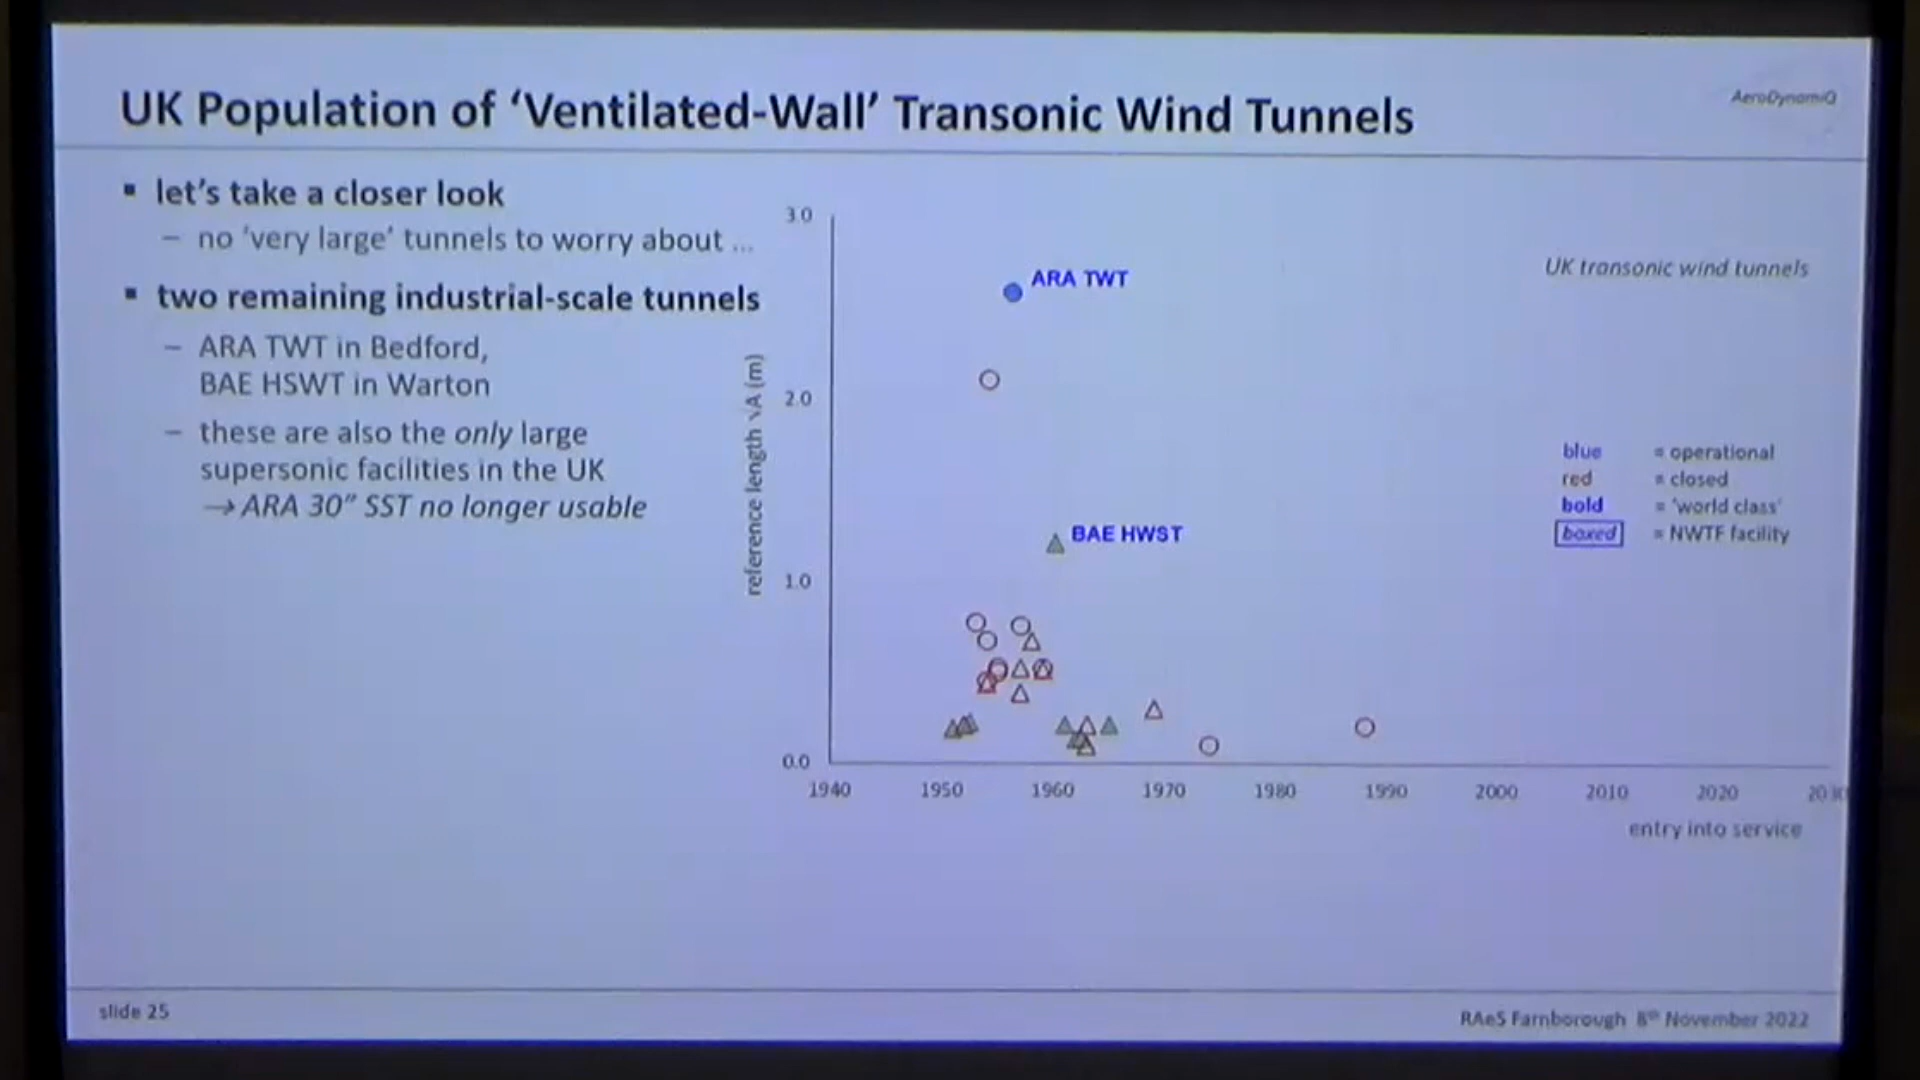 UK Population of ‘Ventilated-Wall’ Transonic Wind Tunnels
AeroDynamiQ
▪ let’s take a closer look
– no ‘very large’ tunnels to worry about ...
▪ two remaining industrial-scale tunnels
– ARA TWT in Bedford,
BAE HSWT in Warton
– these are also the only large
supersonic facilities in the UK
→ ARA 30” SST no longer usable
reference length √A (m)
3.0
2.0
1.0
0.0
ARA TWT
BAE HWST
UK transonic wind tunnels
blue = operational
red = closed
bold = ‘world class’
boxed = NWTF facility
1940 1950 1960 1970 1980 1990 2000 2010 2020 2030
entry into service
slide 25
RAeS Farnborough 8th November 2022